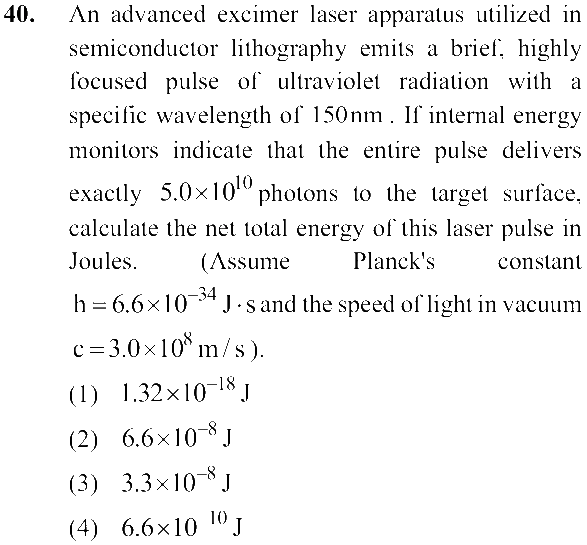 40. An advanced excimer laser apparatus utilized in
semiconductor lithography emits a brief, highly
focused pulse of ultraviolet radiation with a
specific wavelength of 150nm . If internal energy
monitors indicate that the entire pulse delivers
exactly 5.0×10¹⁰ photons to the target surface,
calculate the net total energy of this laser pulse in
Joules. (Assume Planck's constant
h = 6.6×10⁻³⁴ J·s and the speed of light in vacuum
c = 3.0×10⁸ m/s ).
(1) 1.32×10⁻¹⁸ J
(2) 6.6×10⁻⁸ J
(3) 3.3×10⁻⁸ J
(4) 6.6×10 ¹⁰ J